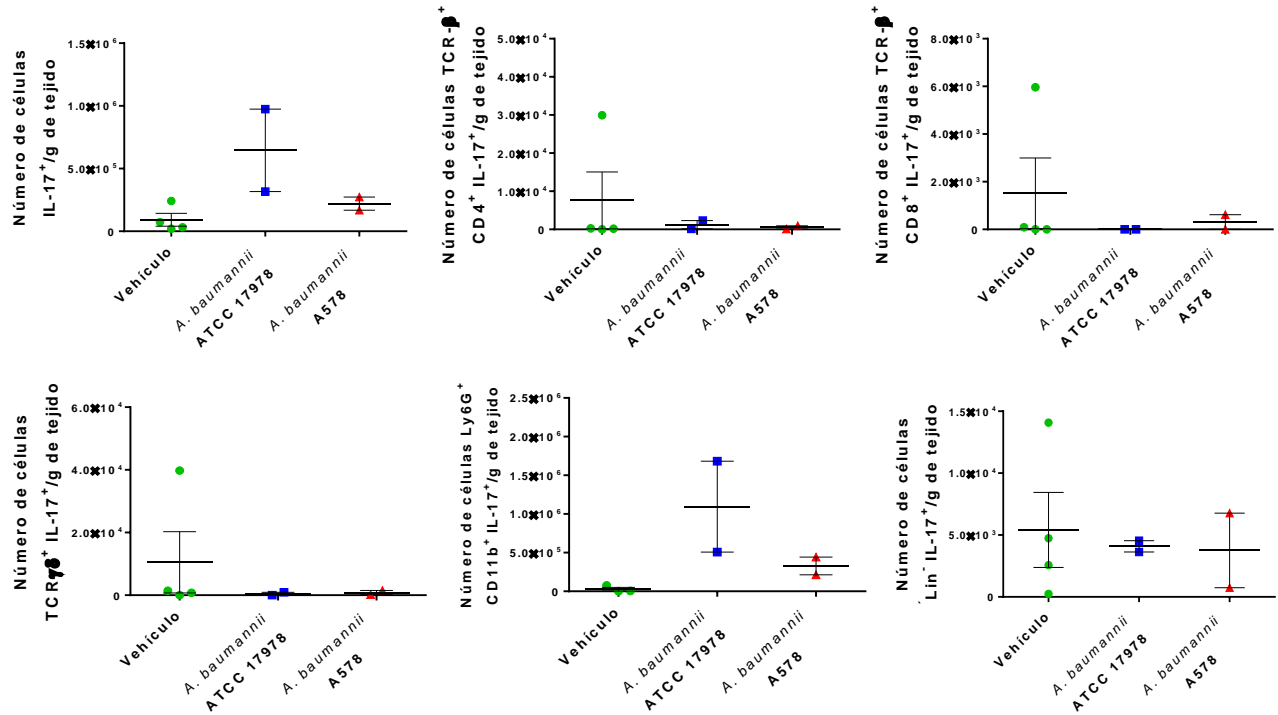 Número de células
IL-17⁺/g de tejido
1.5×10⁶
1.0×10⁶
5.0×10⁵
0
Vehículo
A. baumannii
ATCC 17978
A. baumannii
A578
Número de células TCR-β⁺
CD4⁺ IL-17⁺/g de tejido
5.0×10⁴
4.0×10⁴
3.0×10⁴
2.0×10⁴
1.0×10⁴
0
Vehículo
A. baumannii
ATCC 17978
A. baumannii
A578
Número de células TCR-β⁺
CD8⁺ IL-17⁺/g de tejido
8.0×10³
6.0×10³
4.0×10³
2.0×10³
0
Vehículo
A. baumannii
ATCC 17978
A. baumannii
A578
Número de células
TCRγδ⁺ IL-17⁺/g de tejido
6.0×10⁴
4.0×10⁴
2.0×10⁴
0
Vehículo
A. baumannii
ATCC 17978
A. baumannii
A578
Número de células Ly6G⁺
CD11b⁺ IL-17⁺/g de tejido
2.5×10⁶
2.0×10⁶
1.5×10⁶
1.0×10⁶
5.0×10⁵
0
Vehículo
A. baumannii
ATCC 17978
A. baumannii
A578
Número de células
Lin⁻ IL-17⁺/g de tejido
1.5×10⁴
1.0×10⁴
5.0×10³
0
Vehículo
A. baumannii
ATCC 17978
A. baumannii
A578